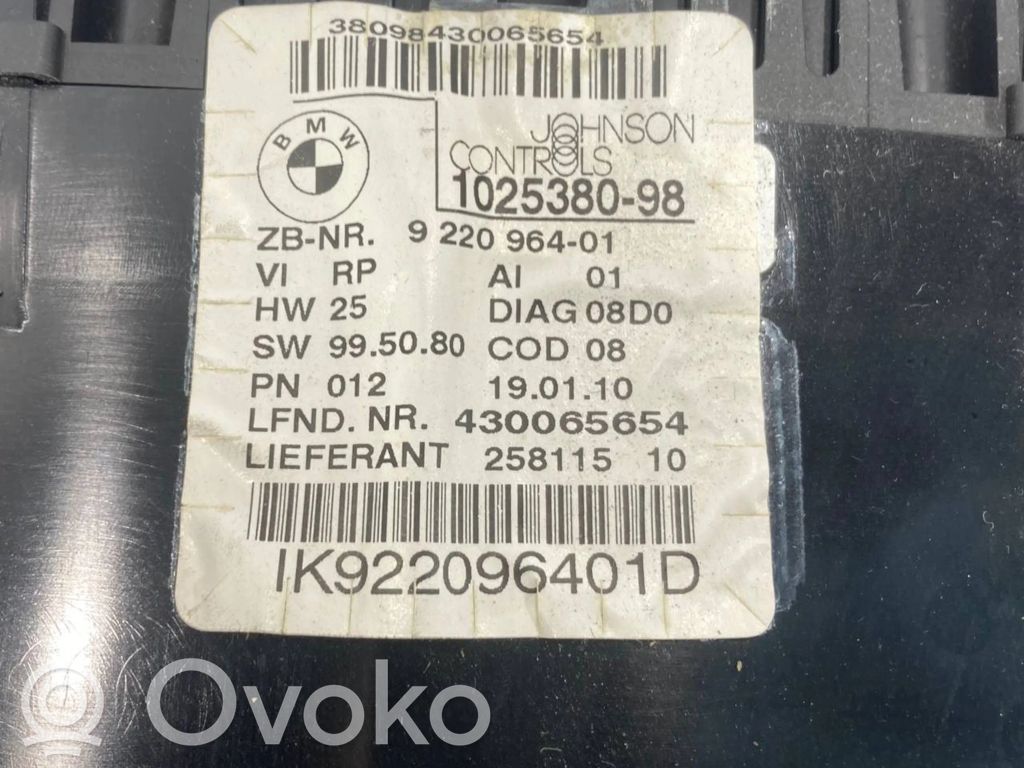 38098430065654
BMW
JOHNSON
CONTROLS
1025380-98
ZB-NR. 9 220 964-01
VI RP AI 01
HW 25 DIAG 08D0
SW 99.50.80 COD 08
PN 012 19.01.10
LFND. NR. 430065654
LIEFERANT 258115 10
IK922096401D
Ovoko